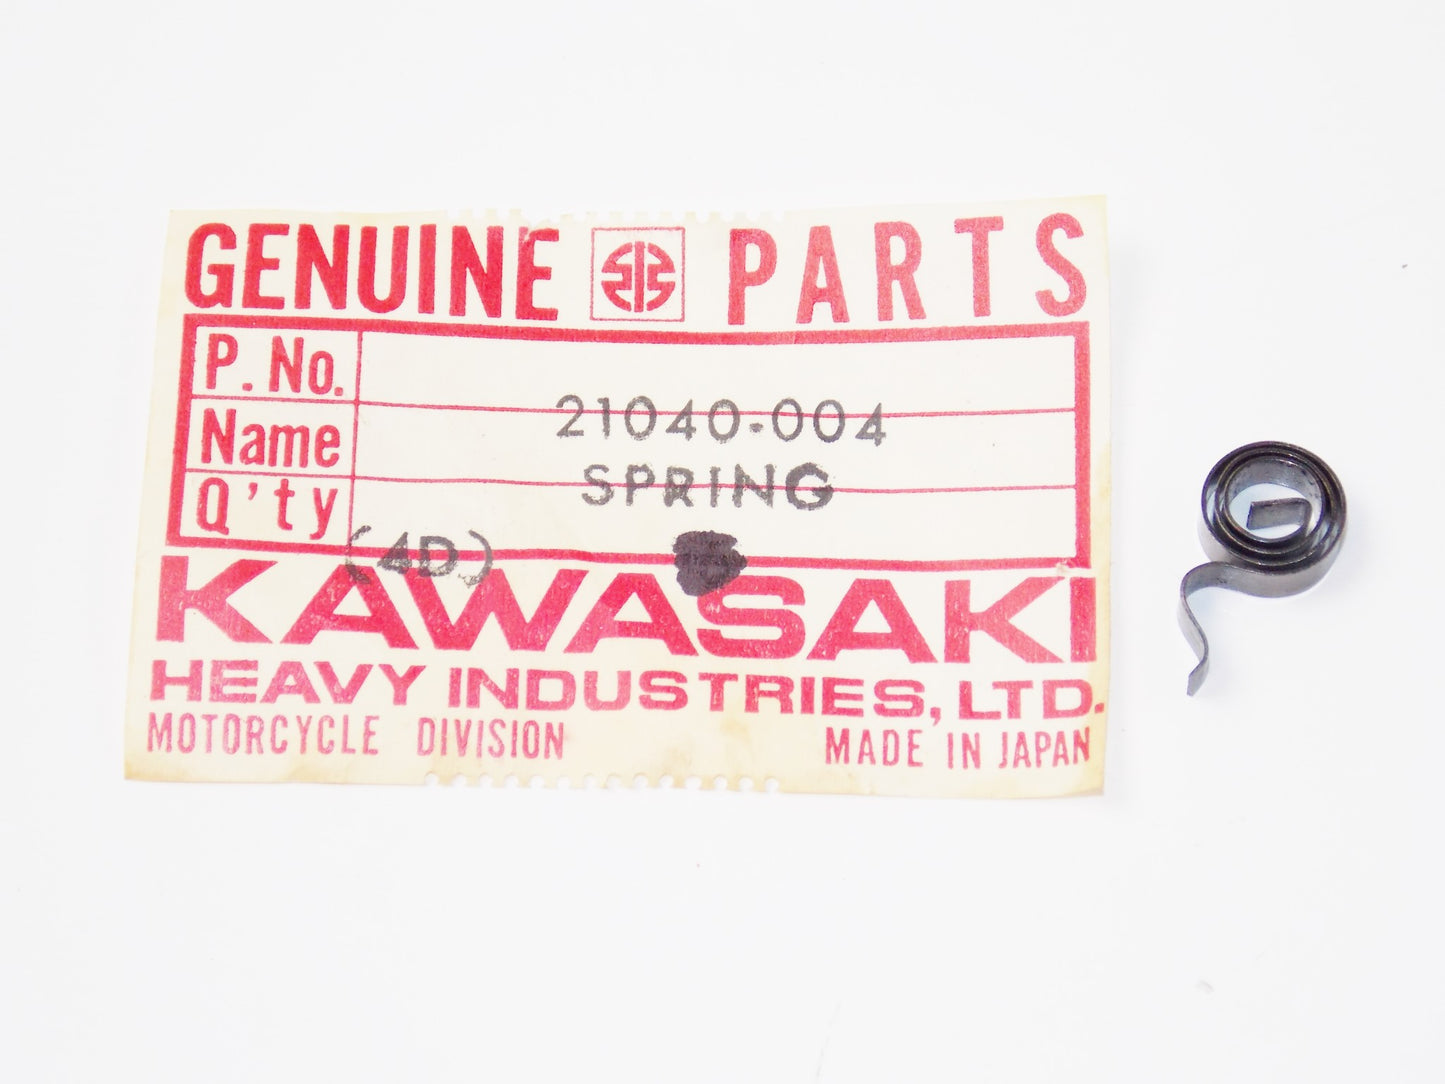 GENUINE PARTS
P. No. 21040-004
Name SPRING
Q'ty
(4D)
KAWASAKI
HEAVY INDUSTRIES, LTD.
MOTORCYCLE DIVISION MADE IN JAPAN